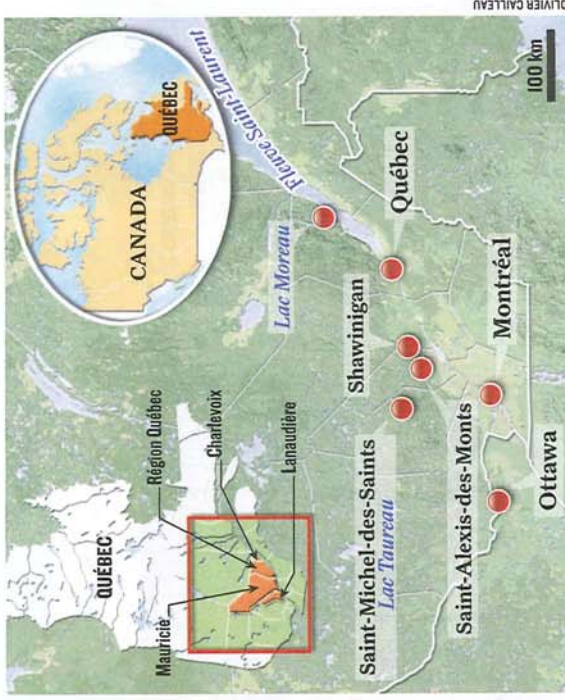 OLIVIER CAILLEAU
CANADA
QUÉBEC
Fleuve Saint-Laurent
QUÉBEC
Région Québec
Charlevoix
Mauricie
Lanaudière
Lac Moreau
Québec
Shawinigan
Saint-Michel-des-Saints
Lac Taureau
Saint-Alexis-des-Monts
Montréal
Ottawa
100 km